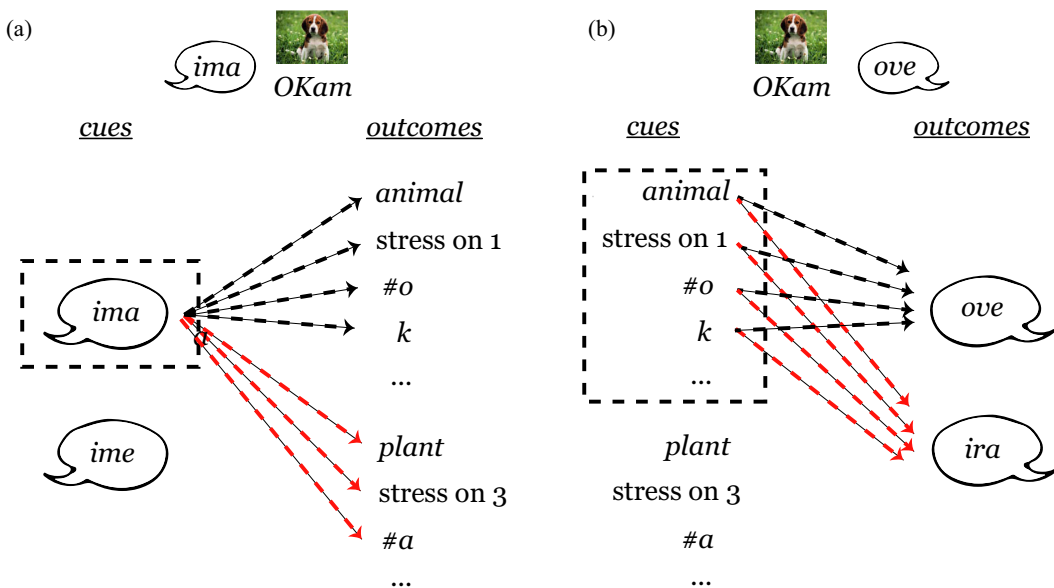 (a)
ima
OKam
cues
outcomes
animal
stress on 1
#o
k
...
plant
stress on 3
#a
...
ima
a
ime
(b)
OKam
ove
cues
outcomes
animal
stress on 1
#o
k
...
plant
stress on 3
#a
...
ove
ira